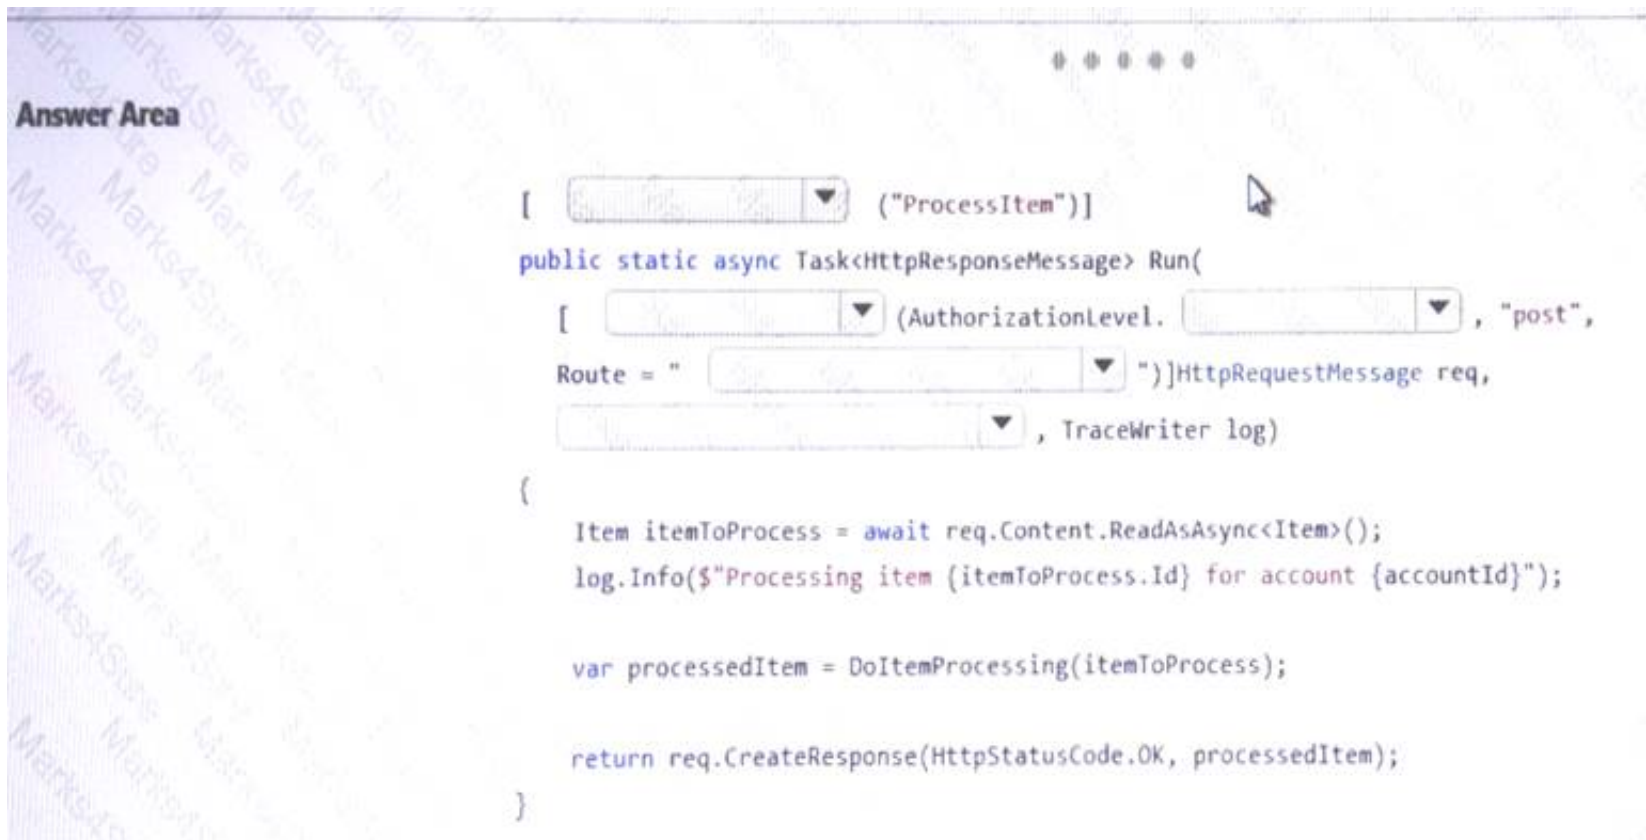 Answer Area
[ ("ProcessItem")]
public static async Task<HttpResponseMessage> Run(
[ (AuthorizationLevel. , "post",
Route = " ")]HttpRequestMessage req,
, TraceWriter log)
{
Item itemToProcess = await req.Content.ReadAsAsync<Item>();
log.Info($"Processing item {itemToProcess.Id} for account {accountId}");
var processedItem = DoItemProcessing(itemToProcess);
return req.CreateResponse(HttpStatusCode.OK, processedItem);
}
Marks4Sure